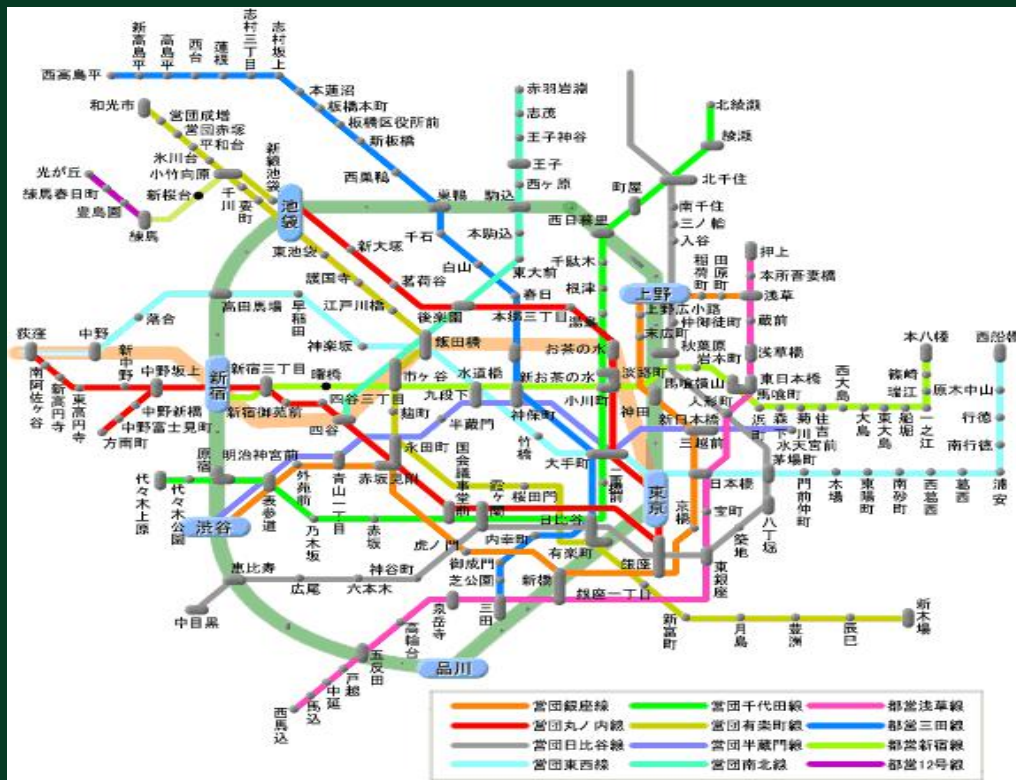 志村坂上
志村三丁目
蓮根
西台
高島平
新高島平
西高島平
本蓮沼
板橋本町
板橋区役所前
新板橋
西巣鴨
巣鴨
千石
白山
春日
和光市
営団成増
営団赤塚
平和台
氷川台
小竹向原
新桜台
千川
要町
新線池袋
池袋
東池袋
護国寺
江戸川橋
飯田橋
光が丘
練馬春日町
豊島園
練馬
新大塚
茗荷谷
後楽園
本郷三丁目
湯島
お茶の水
新お茶の水
淡路町
小川町
赤羽岩淵
志茂
王子神谷
王子
西ヶ原
駒込
本駒込
東大前
北綾瀬
綾瀬
北千住
町屋
西日暮里
千駄木
根津
南千住
三ノ輪
入谷
上野
稲荷町
田原町
浅草
押上
本所吾妻橋
蔵前
浅草橋
東日本橋
上野広小路
末広町
仲御徒町
秋葉原
岩本町
馬喰横山
馬喰町
人形町
神田
新日本橋
三越前
日本橋
高田馬場
早稲田
神楽坂
落合
中野
荻窪
南阿佐ヶ谷
新高円寺
東高円寺
新中野
中野坂上
中野新橋
中野富士見町
方南町
新宿
新宿三丁目
新宿御苑前
曙橋
四谷三丁目
四谷
市ヶ谷
麹町
九段下
水道橋
神保町
半蔵門
竹橋
大手町
永田町
西大島
本八幡
篠崎
瑞江
一之江
船堀
東大島
大島
住吉
菊川
森下
浜町
水天宮前
茅場町
西船橋
原木中山
行徳
南行徳
浦安
葛西
西葛西
南砂町
東陽町
木場
門前仲町
八丁堀
築地
東銀座
宝町
京橋
東京
二重橋前
原宿
明治神宮前
代々木上原
代々木公園
表参道
外苑前
青山一丁目
赤坂見附
渋谷
乃木坂
赤坂
国会議事堂前
霞ヶ関
桜田門
日比谷
有楽町
内幸町
虎ノ門
御成門
芝公園
三田
新橋
銀座
銀座一丁目
新富町
月島
豊洲
辰巳
新木場
恵比寿
広尾
六本木
神谷町
中目黒
泉岳寺
高輪台
五反田
戸越
中延
馬込
西馬込
品川
営団銀座線
営団千代田線
都営浅草線
営団丸ノ内線
営団有楽町線
都営三田線
営団日比谷線
営団半蔵門線
都営新宿線
営団東西線
営団南北線
都営12号線